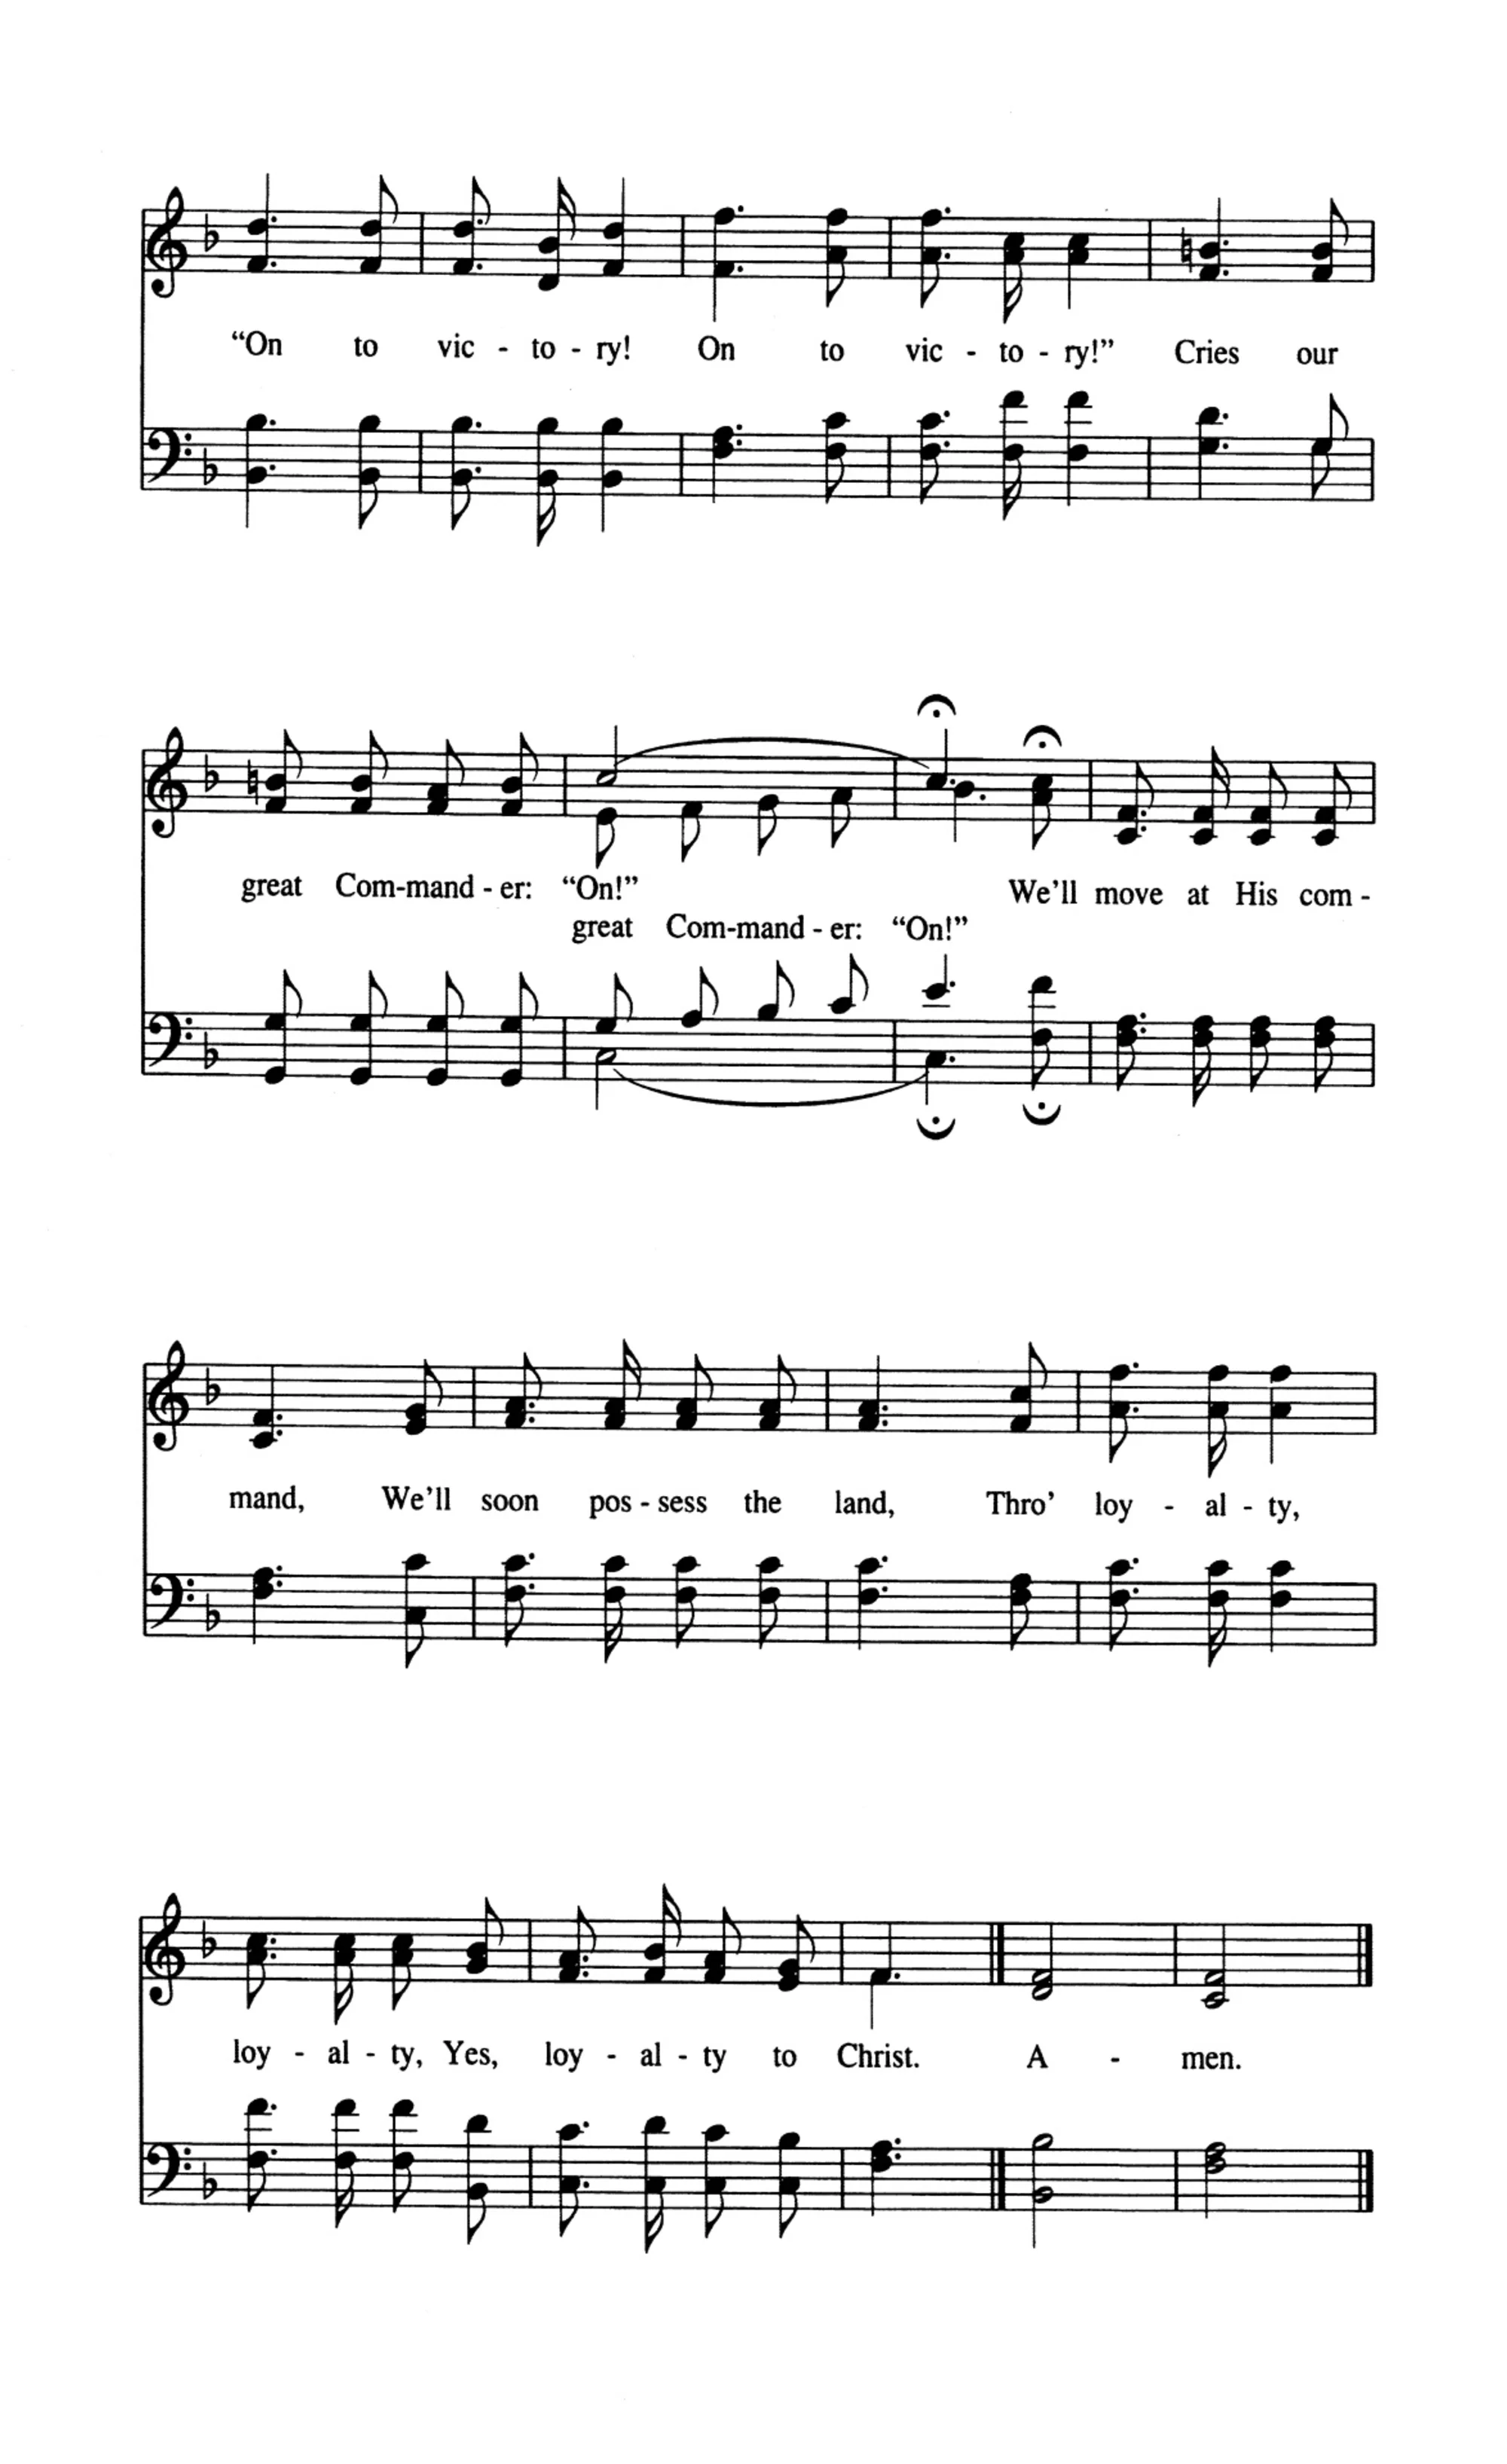 “On to vic - to - ry! On to vic - to - ry!” Cries our
great Com-mand - er: “On!” We’ll move at His com -
great Com-mand - er: “On!”
mand, We’ll soon pos - sess the land, Thro’ loy - al - ty,
loy - al - ty, Yes, loy - al - ty to Christ. A - men.